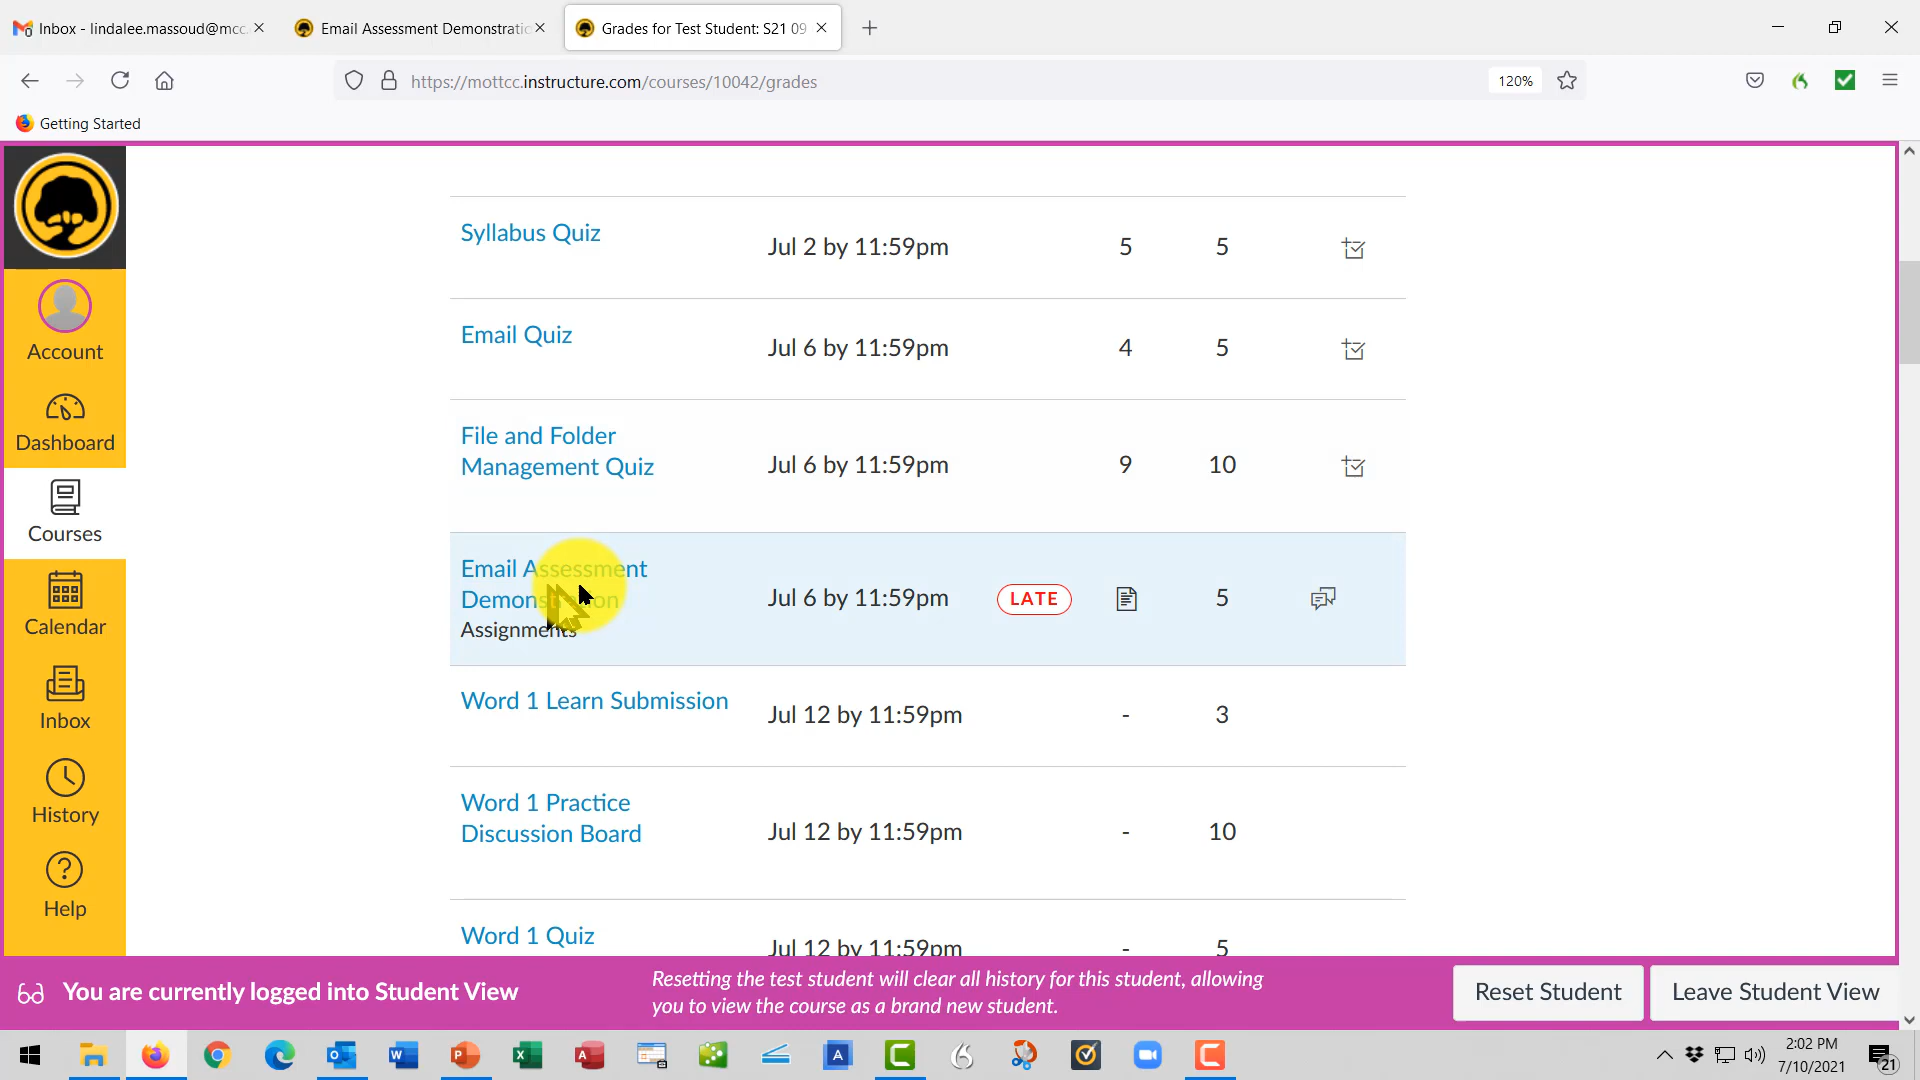 Inbox - lindalee.massoud@mcc.
Email Assessment Demonstratio
Grades for Test Student: S21 09
https://mottcc.instructure.com/courses/10042/grades
120%
Getting Started
Account
Dashboard
Courses
Calendar
Inbox
History
Help
Syllabus Quiz
Jul 2 by 11:59pm
5
5
Email Quiz
Jul 6 by 11:59pm
4
5
File and Folder
Management Quiz
Jul 6 by 11:59pm
9
10
Email Assessment
Demonstration
Assignments
Jul 6 by 11:59pm
LATE
5
Word 1 Learn Submission
Jul 12 by 11:59pm
-
3
Word 1 Practice
Discussion Board
Jul 12 by 11:59pm
-
10
Word 1 Quiz
Jul 12 by 11:59pm
-
5
You are currently logged into Student View
Resetting the test student will clear all history for this student, allowing
you to view the course as a brand new student.
Reset Student
Leave Student View
2:02 PM
7/10/2021
21